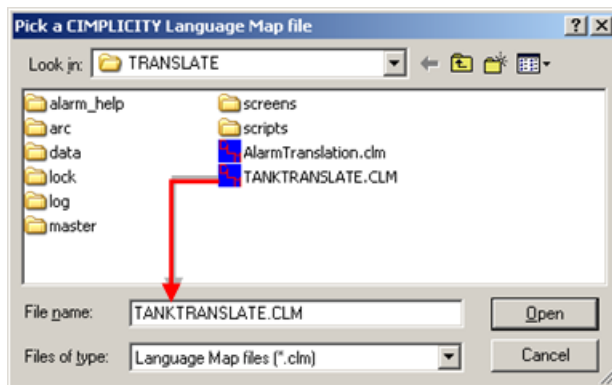 Pick a CIMPLICITY Language Map file
Look in: TRANSLATE
alarm_help
arc
data
lock
log
master
screens
scripts
AlarmTranslation.clm
TANKTRANSLATE.CLM
File name: TANKTRANSLATE.CLM Open
Files of type: Language Map files (*.clm) Cancel